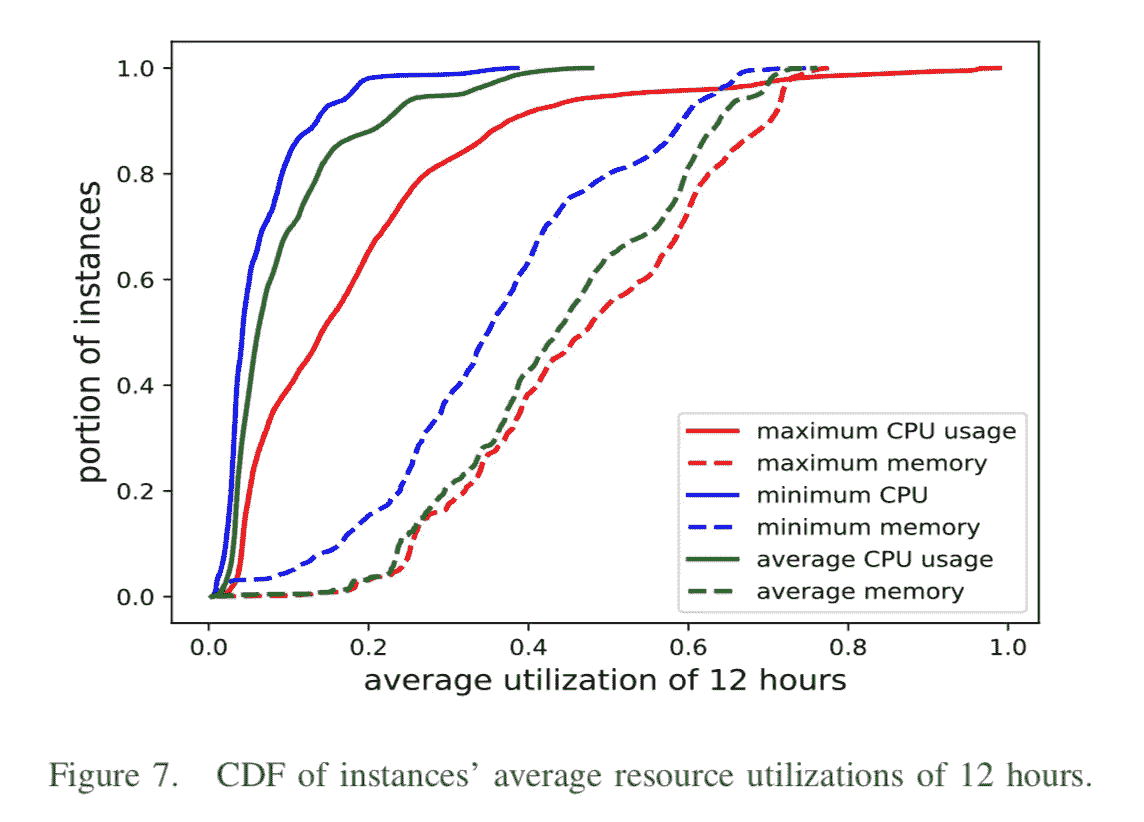 1.0
0.8
0.6
0.4
0.2
0.0
portion of instances
maximum CPU usage
maximum memory
minimum CPU
minimum memory
average CPU usage
average memory
0.0 0.2 0.4 0.6 0.8 1.0
average utilization of 12 hours
Figure 7. CDF of instances' average resource utilizations of 12 hours.